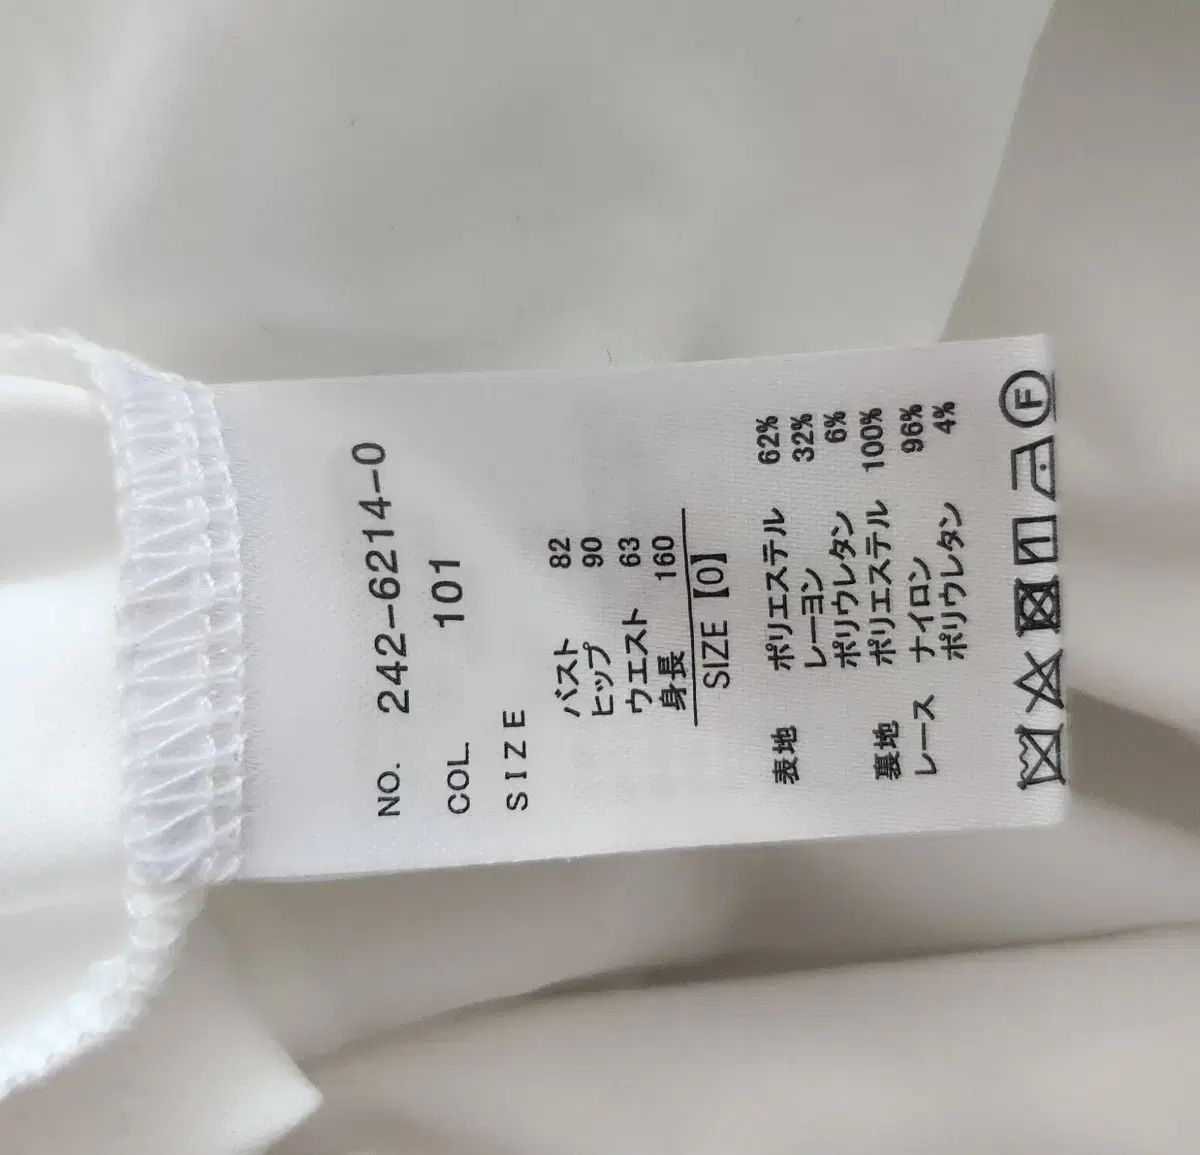 NO. 242-6214-0
COL 101
SIZE
バスト 82
ヒップ 90
ウエスト 63
身長 160
SIZE【0】
表地 ポリエステル 62%
レーヨン 32%
ポリウレタン 6%
裏地 ポリエステル 100%
レース ナイロン 96%
ポリウレタン 4%
F